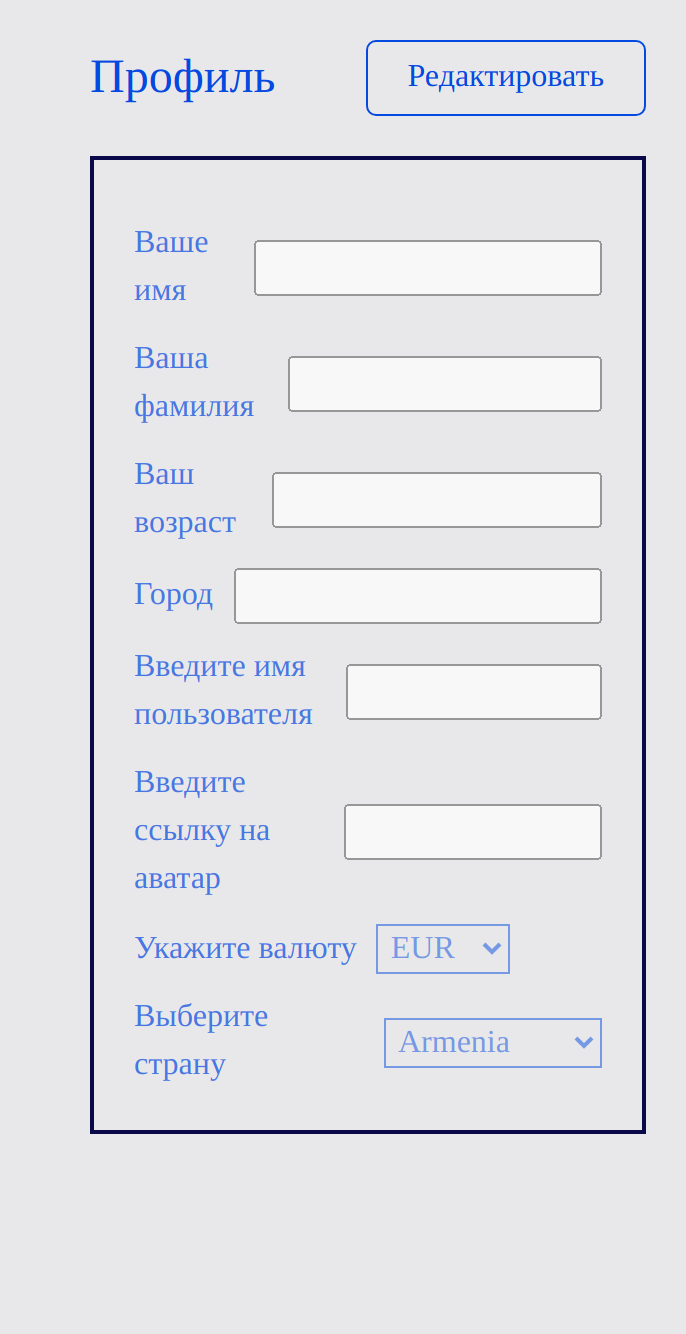 Профиль
Редактировать
Ваше
имя
Ваша
фамилия
Ваш
возраст
Город
Введите имя
пользователя
Введите
ссылку на
аватар
Укажите валюту
EUR
Выберите
страну
Armenia